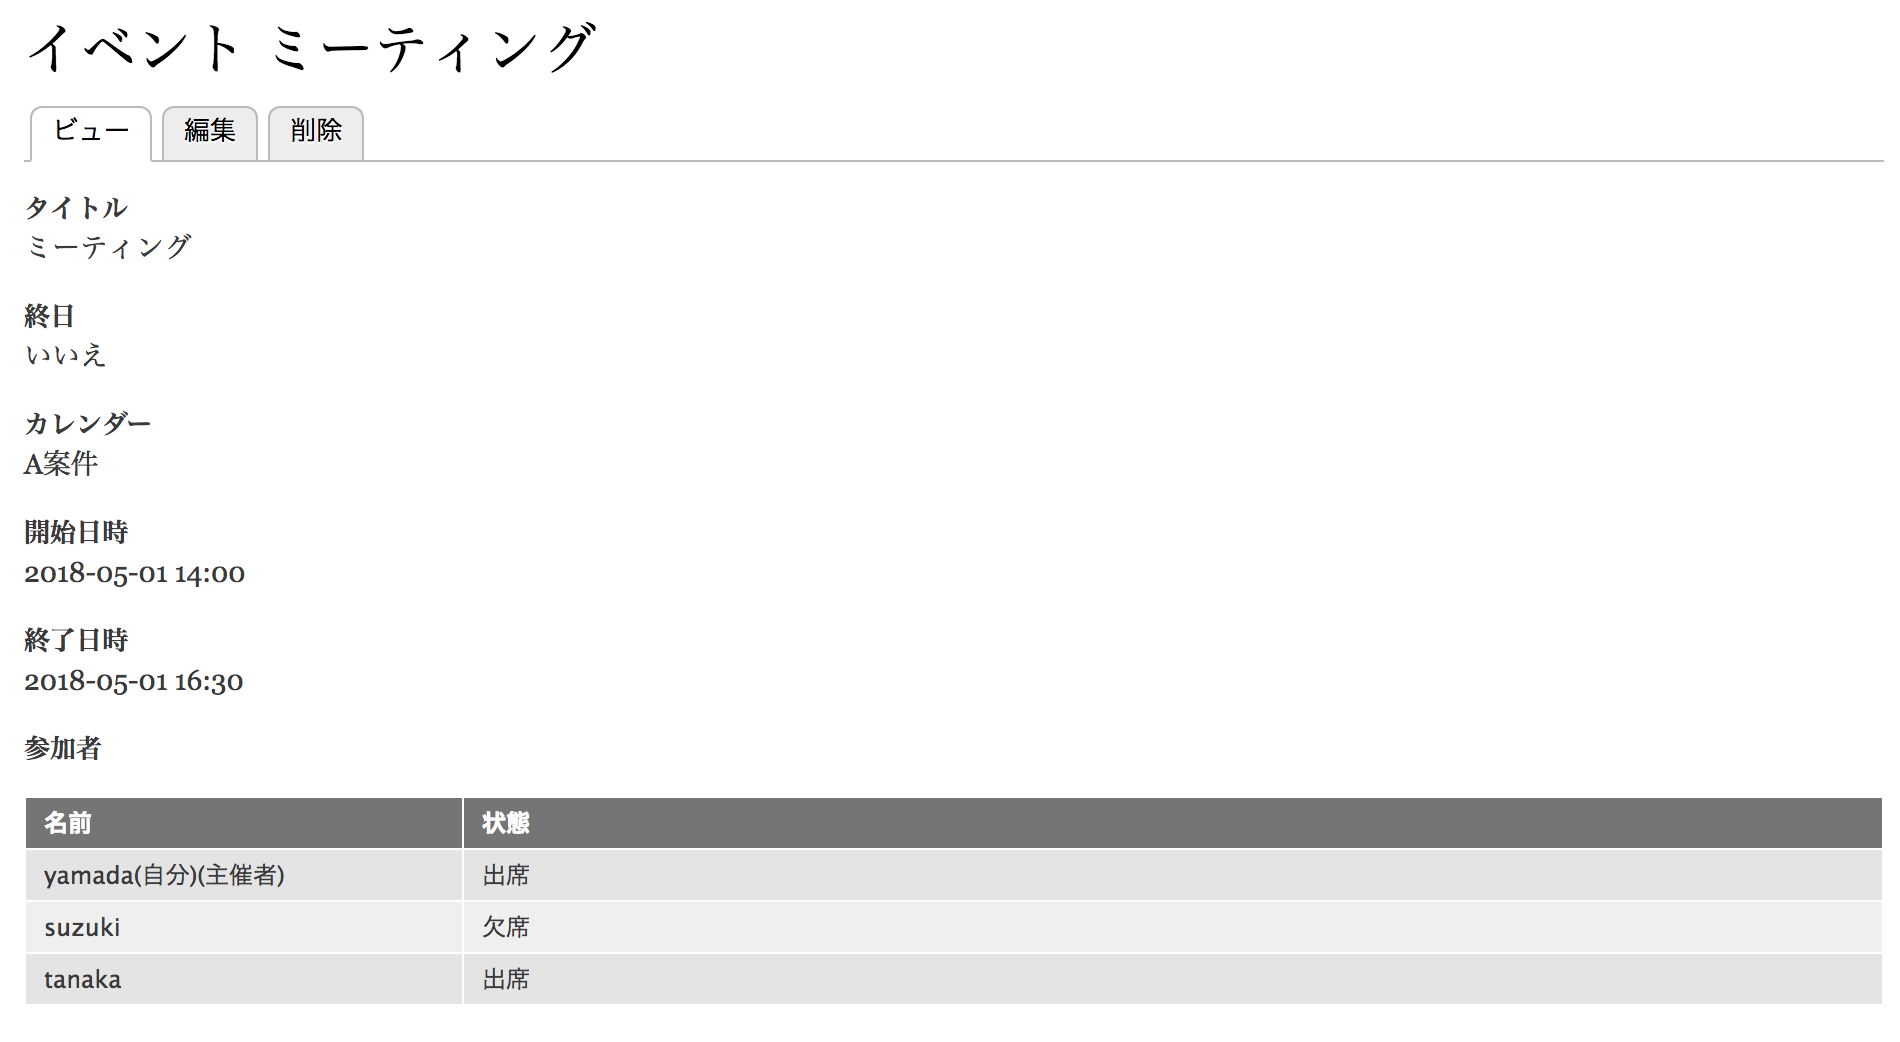 イベント ミーティング
ビュー 編集 削除
タイトル
ミーティング
終日
いいえ
カレンダー
A案件
開始日時
2018-05-01 14:00
終了日時
2018-05-01 16:30
参加者
名前 状態
yamada(自分)(主催者) 出席
suzuki 欠席
tanaka 出席